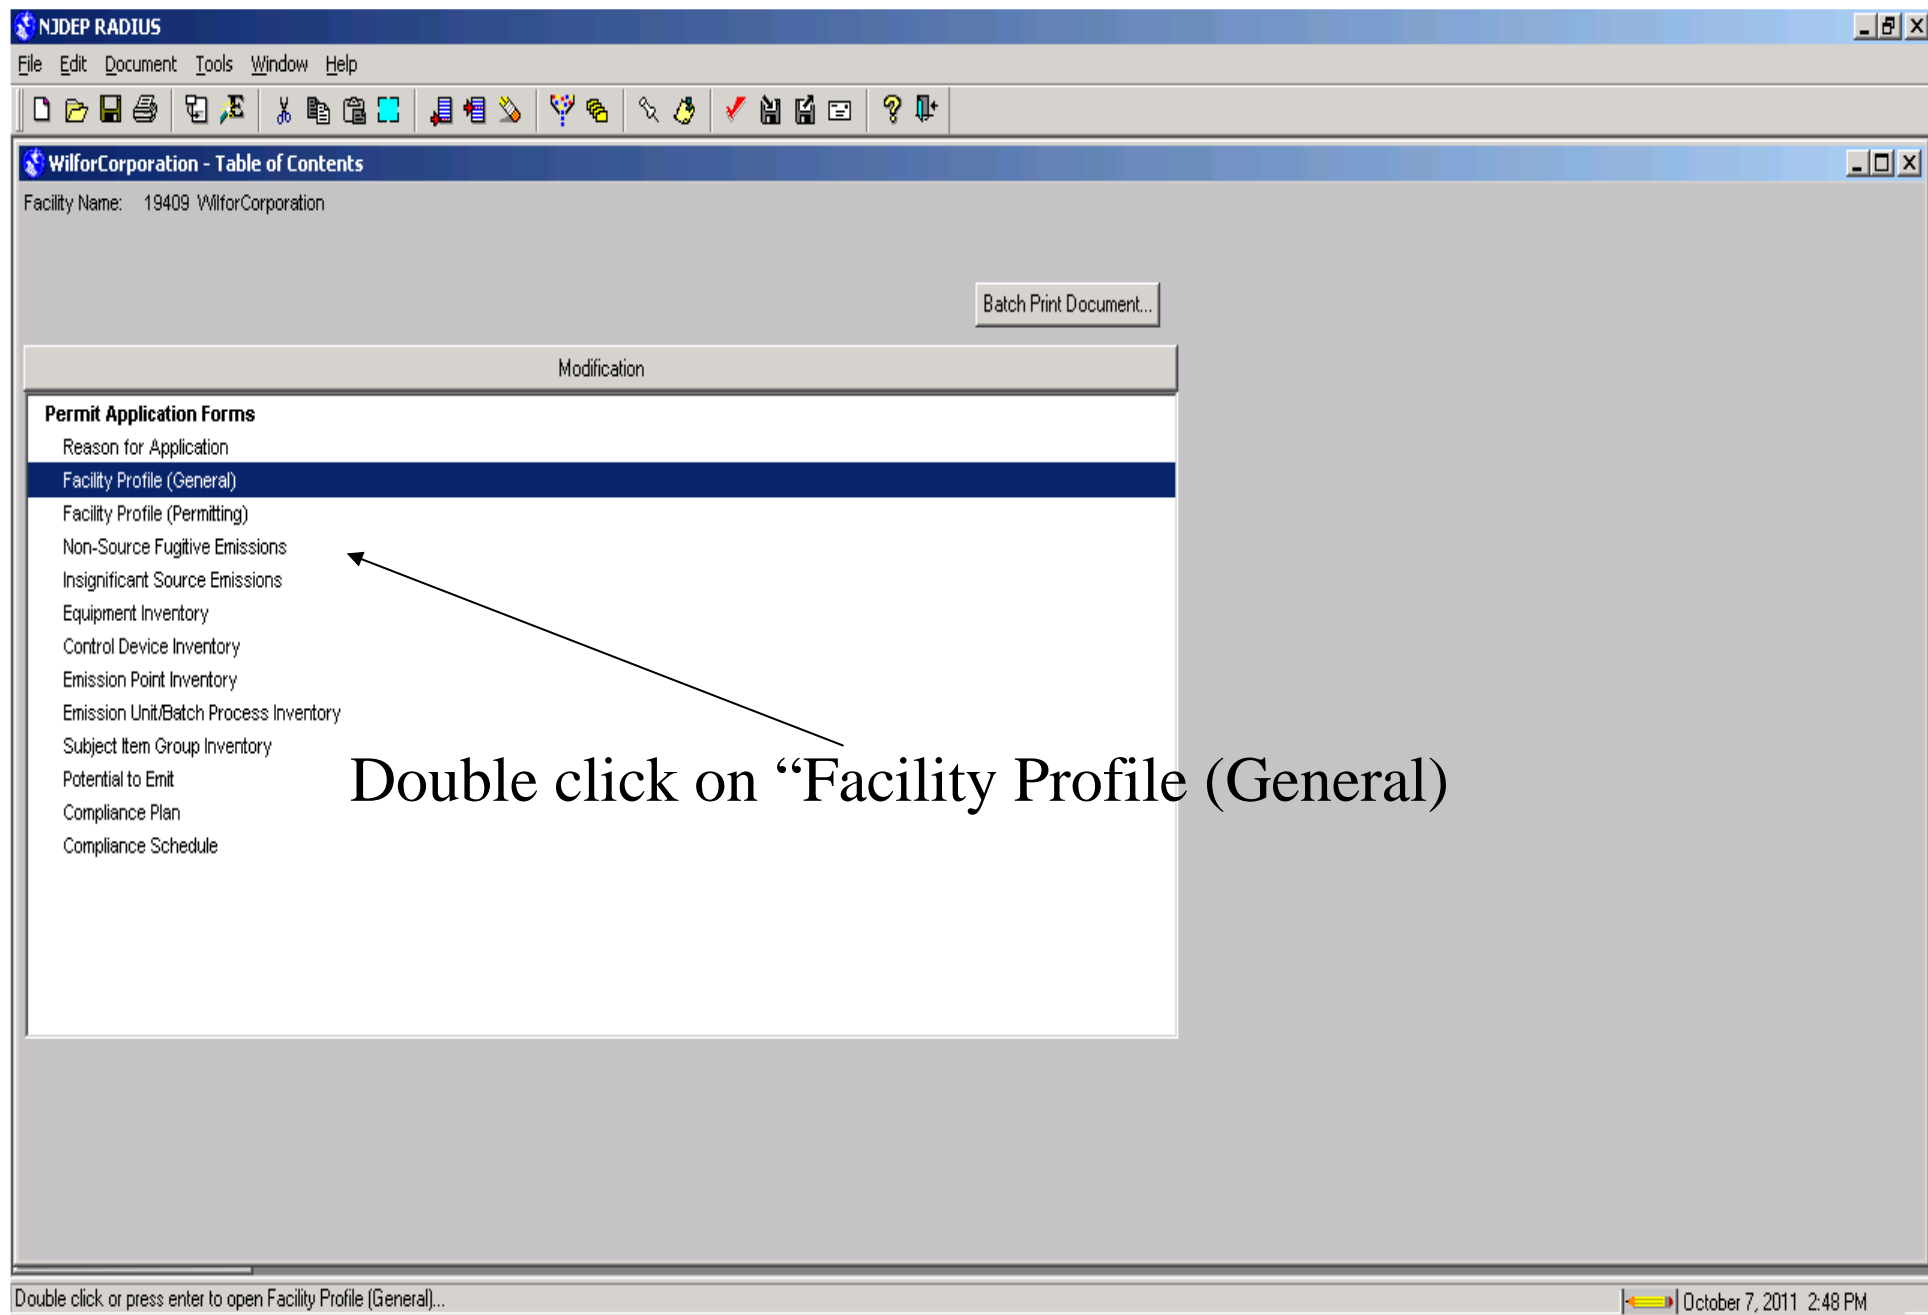 NJDEP RADIUS
File Edit Document Tools Window Help
WilforCorporation - Table of Contents
Facility Name: 19409 WilforCorporation
Batch Print Document...
Modification
Permit Application Forms
Reason for Application
Facility Profile (General)
Facility Profile (Permitting)
Non-Source Fugitive Emissions
Insignificant Source Emissions
Equipment Inventory
Control Device Inventory
Emission Point Inventory
Emission Unit/Batch Process Inventory
Subject Item Group Inventory
Potential to Emit
Compliance Plan
Compliance Schedule
Double click on “Facility Profile (General)
Double click or press enter to open Facility Profile (General)...
October 7, 2011 2:48 PM